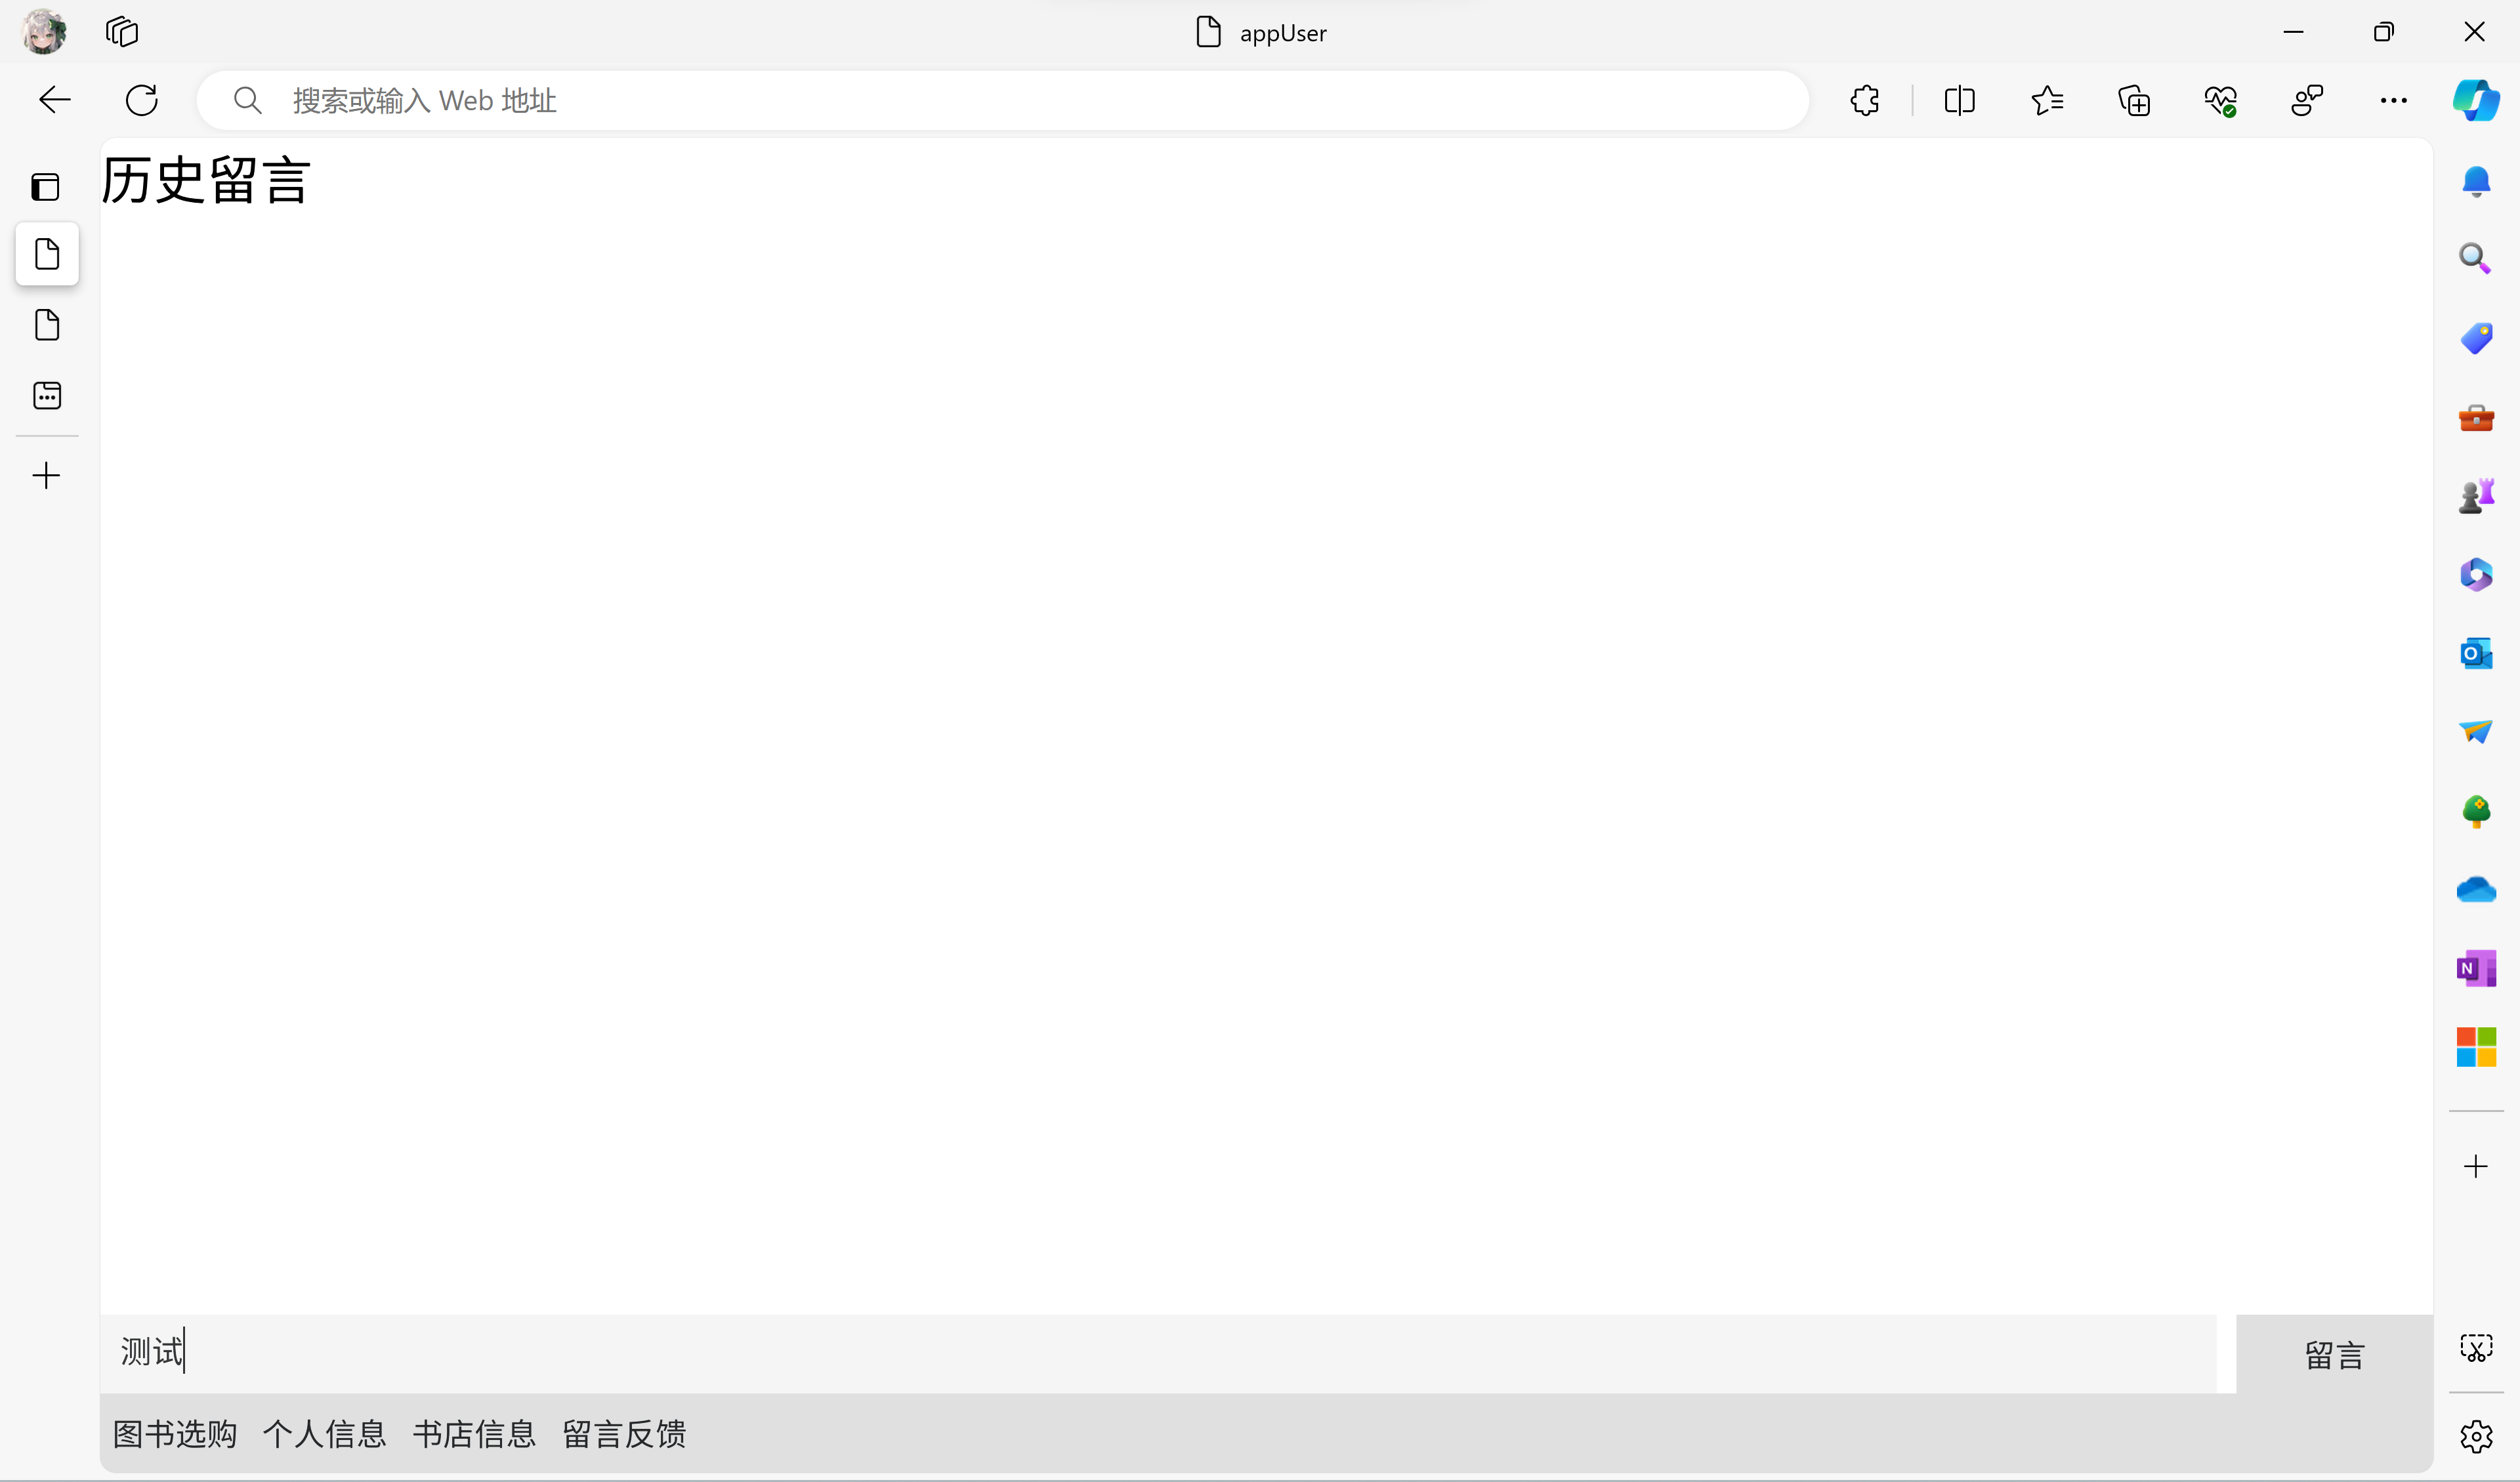 appUser
搜索或输入 Web 地址
历史留言
测试
留言
图书选购 个人信息 书店信息 留言反馈